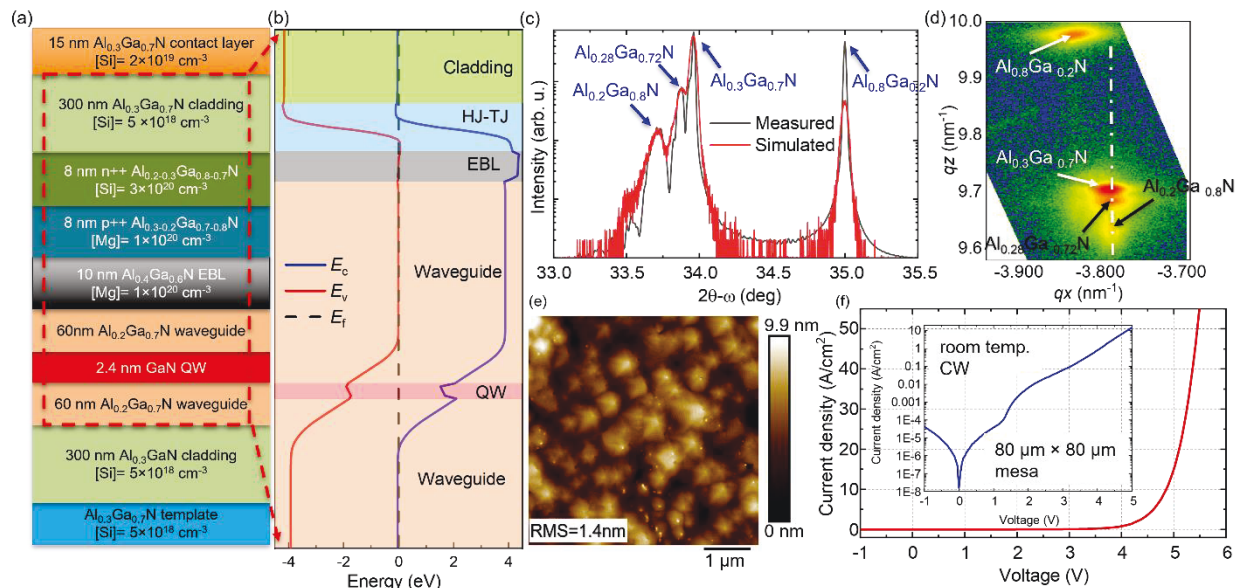 (a)
15 nm Al0.3Ga0.7N contact layer
[Si]= 2×10^19 cm-3
300 nm Al0.3Ga0.7N cladding
[Si]= 5 ×10^18 cm-3
8 nm n++ Al0.2-0.3Ga0.8-0.7N
[Si]= 3×10^20 cm-3
8 nm p++ Al0.3-0.2Ga0.7-0.8N
[Mg]= 1×10^20 cm-3
10 nm Al0.4Ga0.6N EBL
[Mg]= 1×10^20 cm-3
60nm Al0.2Ga0.7N waveguide
2.4 nm GaN QW
60 nm Al0.2Ga0.7N waveguide
300 nm Al0.3GaN cladding
[Si]= 5×10^18 cm-3
Al0.3Ga0.7N template
[Si]= 5×10^18 cm-3
(b)
Cladding
HJ-TJ
EBL
Waveguide
Ec
Ev
Ef
QW
Waveguide
-4 -2 0 2 4
Energy (eV)
(c)
Al0.28Ga0.72N
Al0.2Ga0.8N
Al0.3Ga0.7N
Al0.8Ga0.2N
Measured
Simulated
Intensity (arb. u.)
33.0 33.5 34.0 34.5 35.0 35.5
2θ-ω (deg)
(d)
10.0
9.9
9.8
9.7
9.6
qz (nm-1)
Al0.8Ga0.2N
Al0.3Ga0.7N
Al0.2Ga0.8N
Al0.28Ga0.72N
-3.900 -3.800 -3.700
qx (nm-1)
(e)
9.9 nm
0 nm
RMS=1.4nm
1 μm
(f)
50
40
30
20
10
0
Current density (A/cm2)
-1 0 1 2 3 4 5 6
Voltage (V)
10
1
0.1
0.01
0.001
1E-4
1E-5
1E-6
1E-7
1E-8
Current density (A/cm2)
room temp.
CW
80 μm × 80 μm
mesa
-1 0 1 2 3 4 5
Voltage (V)